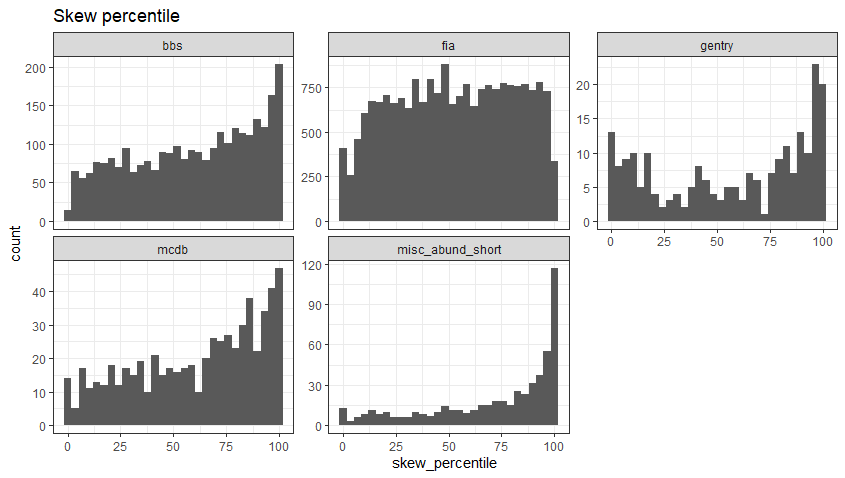 Skew percentile
bbs
fia
gentry
200
150
100
50
0
750
500
250
0
20
15
10
5
0
0 25 50 75 100
mcdb
misc_abund_short
40
30
20
10
0
120
90
60
30
0
0 25 50 75 100
0 25 50 75 100
count
skew_percentile